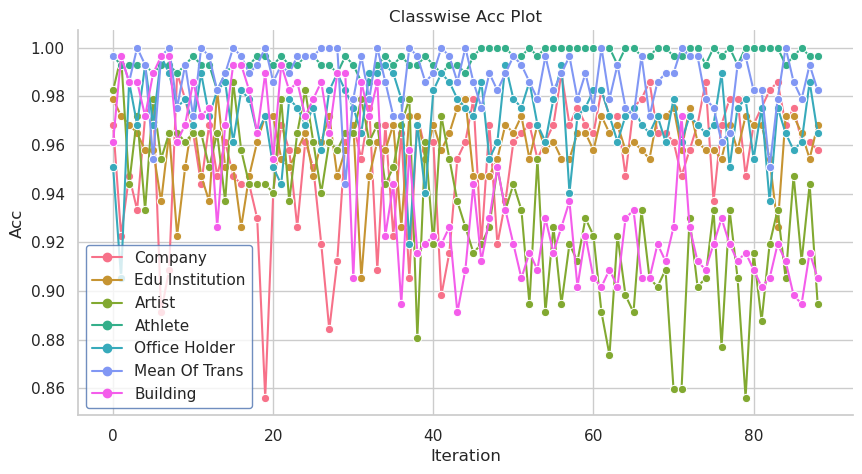 Classwise Acc Plot
1.00
0.98
0.96
0.94
0.92
0.90
0.88
0.86
Acc
Company
Edu Institution
Artist
Athlete
Office Holder
Mean Of Trans
Building
0
20
40
60
80
Iteration